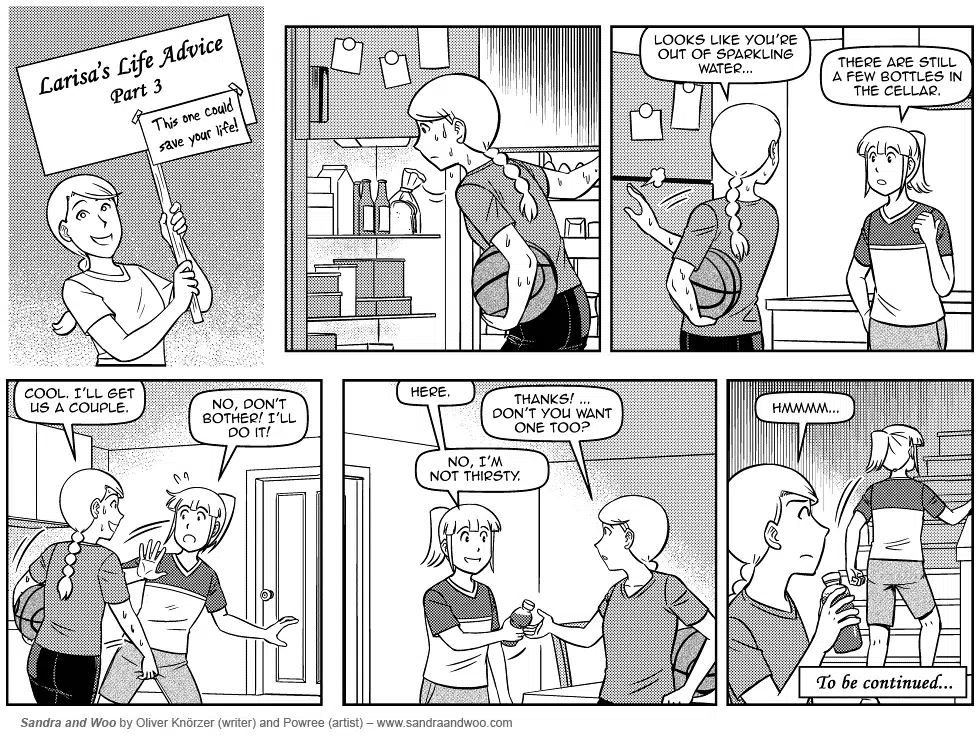 Larisa's Life Advice
Part 3
This one could
save your life!
LOOKS LIKE YOU'RE
OUT OF SPARKLING
WATER...
THERE ARE STILL
A FEW BOTTLES IN
THE CELLAR.
COOL. I'LL GET
US A COUPLE.
NO, DON'T
BOTHER! I'LL
DO IT!
HERE.
THANKS! ...
DON'T YOU WANT
ONE TOO?
NO, I'M
NOT THIRSTY.
HMMMM...
To be continued...
Sandra and Woo by Oliver Knörzer (writer) and Powree (artist) – www.sandraandwoo.com